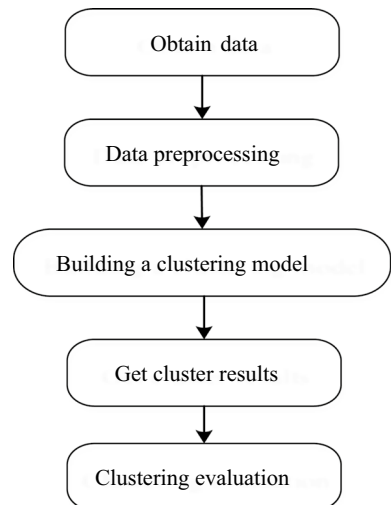 Obtain data
Data preprocessing
Building a clustering model
Get cluster results
Clustering evaluation